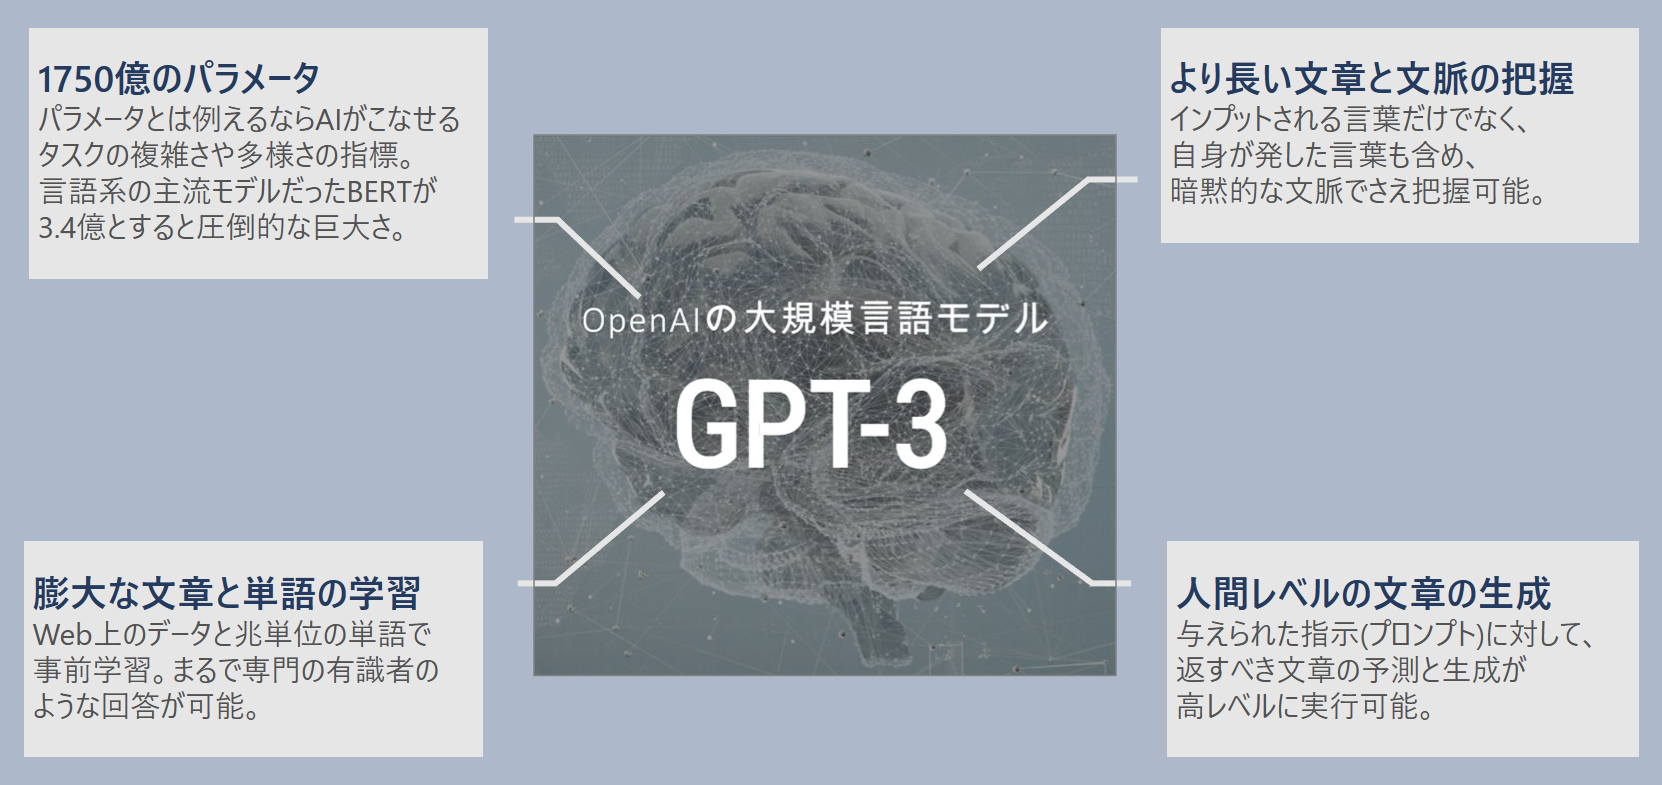 1750億のパラメータ
パラメータとは例えるならAIがこなせる
タスクの複雑さや多様さの指標。
言語系の主流モデルだったBERTが
3.4億とすると圧倒的な巨大さ。
より長い文章と文脈の把握
インプットされる言葉だけでなく、
自身が発した言葉も含め、
暗黙的な文脈でさえ把握可能。
OpenAIの大規模言語モデル
GPT-3
膨大な文章と単語の学習
Web上のデータと兆単位の単語で
事前学習。まるで専門の有識者の
ような回答が可能。
人間レベルの文章の生成
与えられた指示(プロンプト)に対して、
返すべき文章の予測と生成が
高レベルに実行可能。